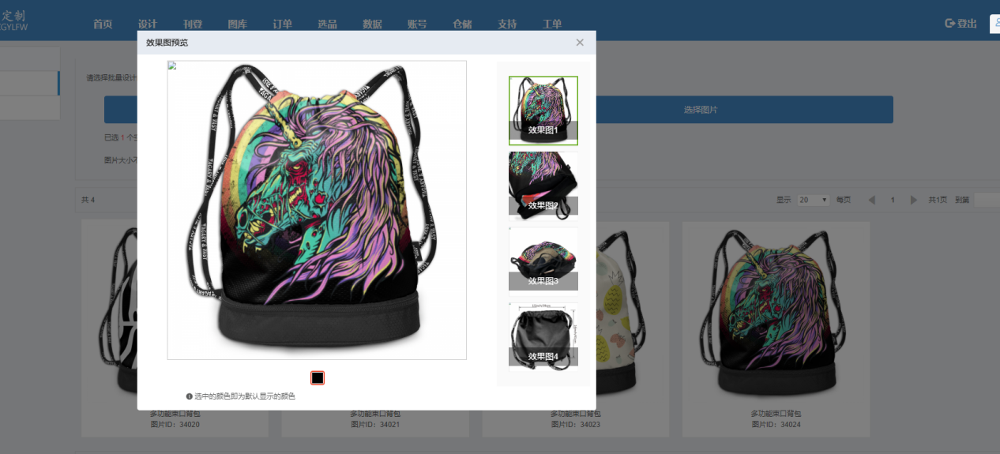 定制
GYLFW
首页 设计 刊登 图库 订单 选品 数据 账号 仓储 支持 工单
登出
效果图预览
请选择批量设计
选择图片
已选 1 个
图片大小不
共 4
显示 20 每页 1 共1页 到第
效果图1
效果图2
效果图3
效果图4
选中的颜色即为默认显示的颜色
多功能束口背包
图片ID：34020
多功能束口背包
图片ID：34021
多功能束口背包
图片ID：34023
多功能束口背包
图片ID：34024